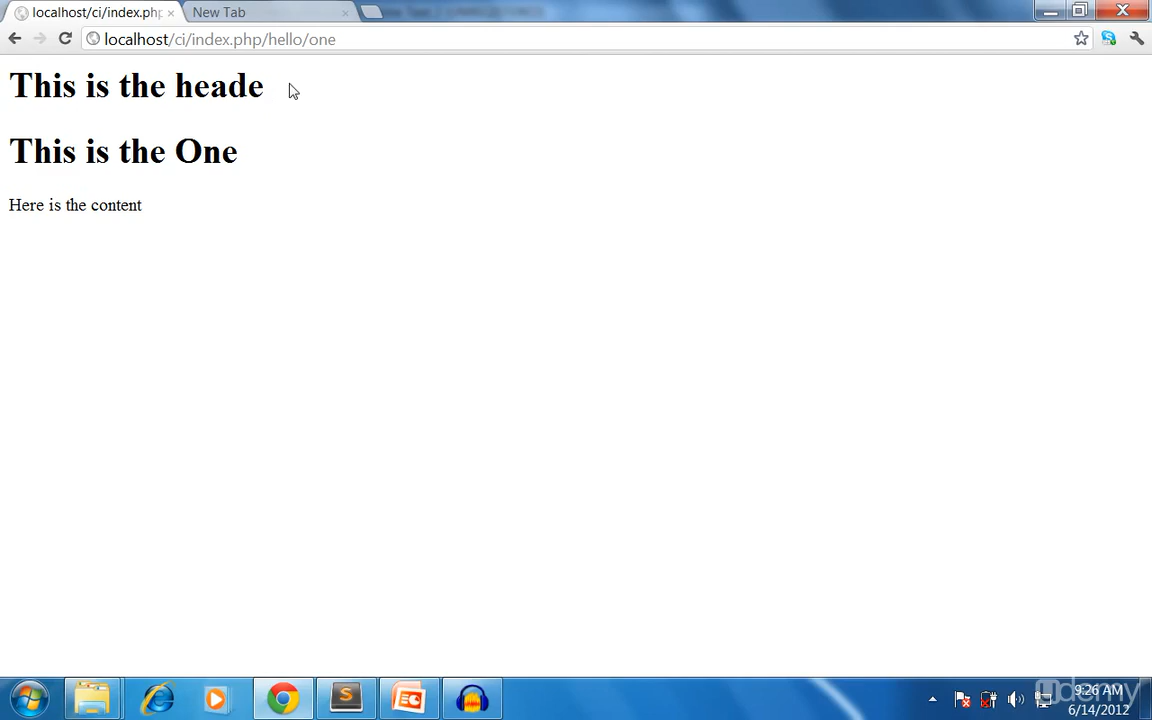 localhost/ci/index.php
New Tab
localhost/ci/index.php/hello/one
This is the heade
This is the One
Here is the content
udemy
9:26 AM
6/14/2012